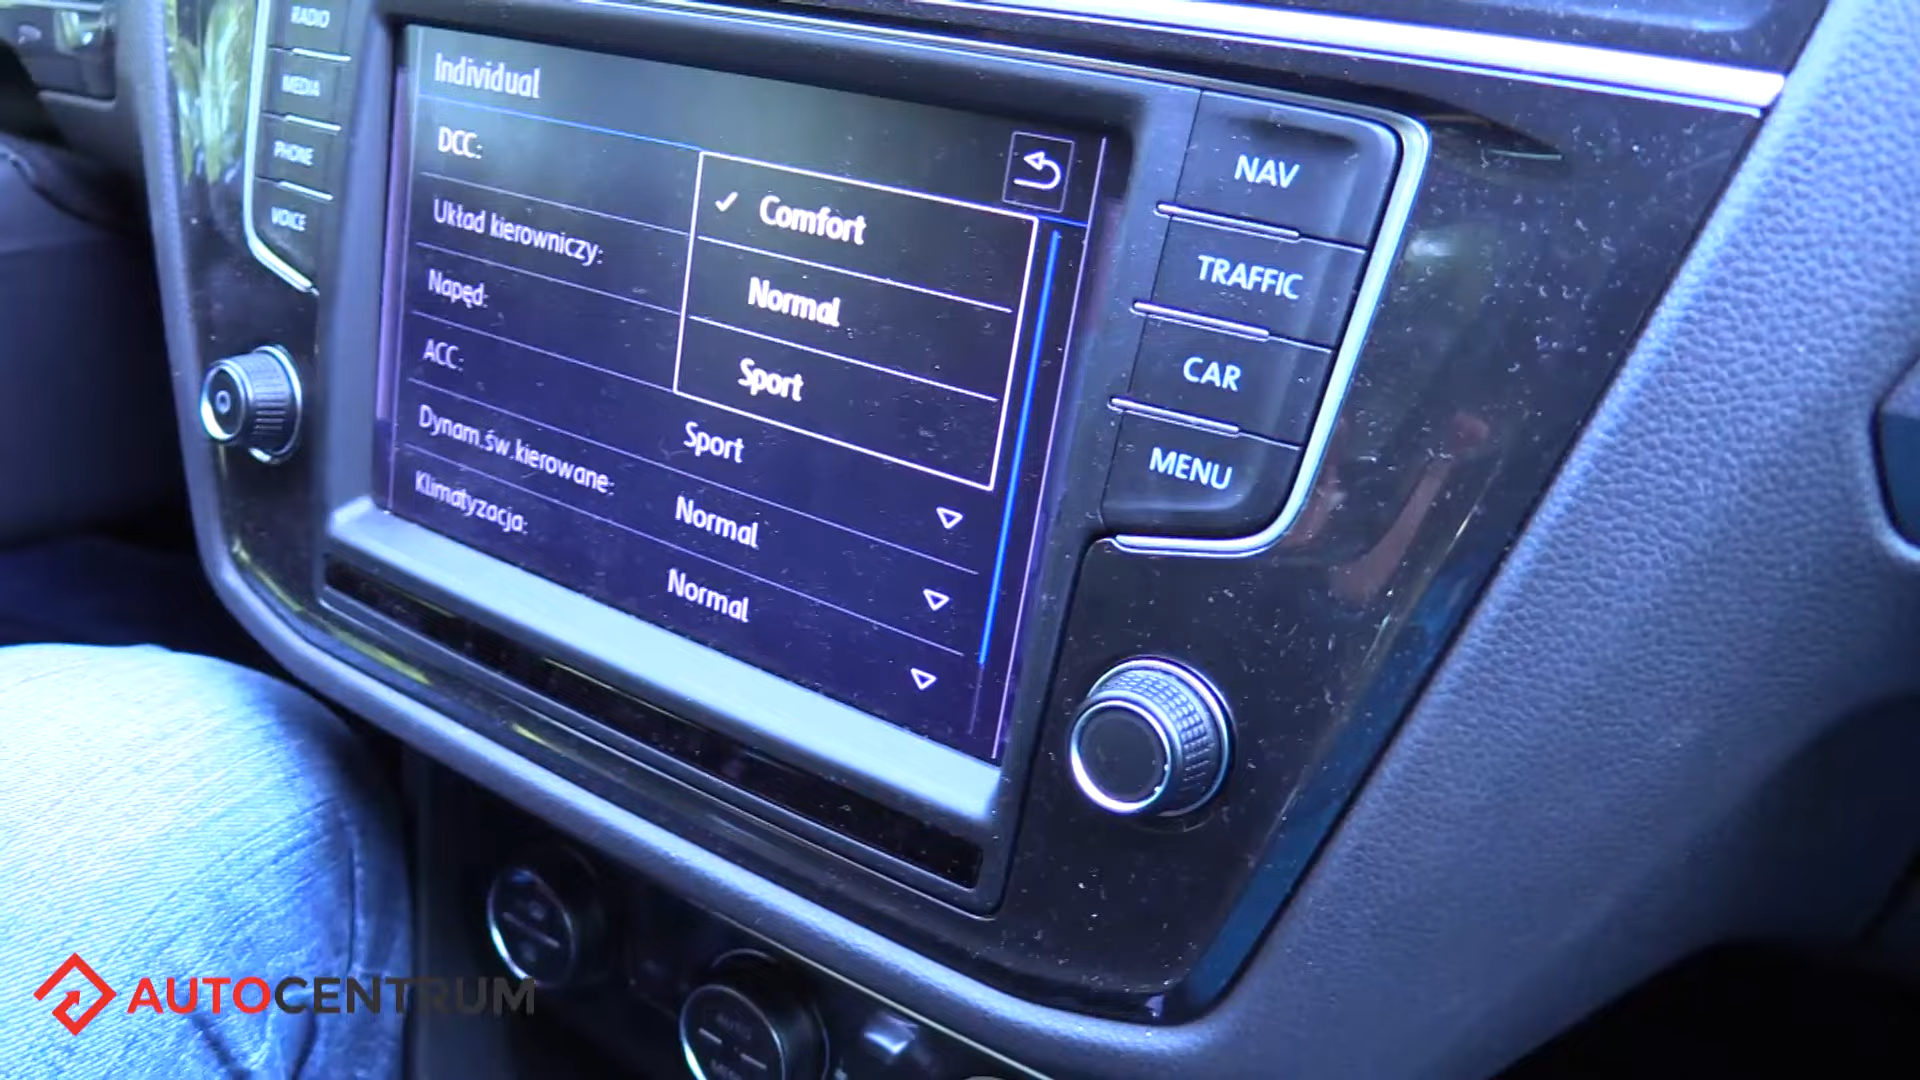 RADIO
MEDIA
PHONE
VOICE
Individual
DCC:
✓ Comfort
Układ kierowniczy:
Normal
Napęd:
Sport
ACC:
Sport
Dynam.św.kierowane:
Normal
Klimatyzacja:
Normal
NAV
TRAFFIC
CAR
MENU
AUTOCENTRUM
AUTO